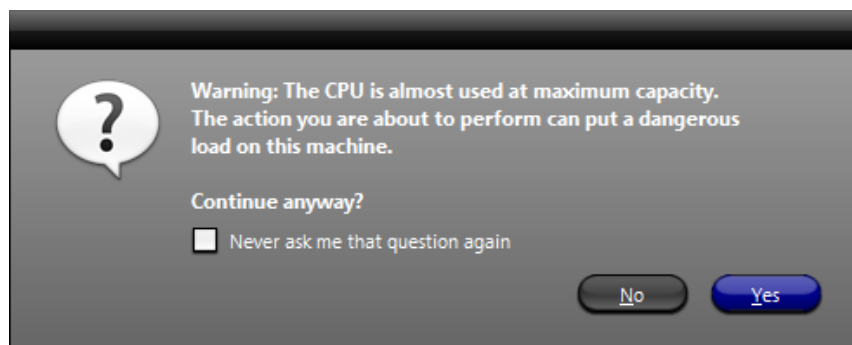 Warning: The CPU is almost used at maximum capacity.
The action you are about to perform can put a dangerous
load on this machine.
Continue anyway?
Never ask me that question again
No
Yes